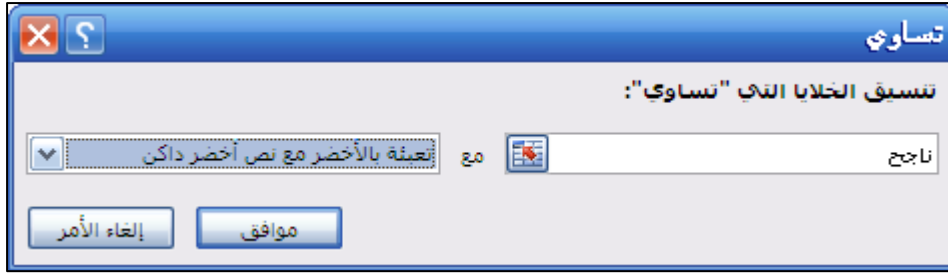 تساوي
تنسيق الخلايا التي "تساوي":
ناجح مع تعبئة بالأخضر مع نص أخضر داكن
موافق إلغاء الأمر